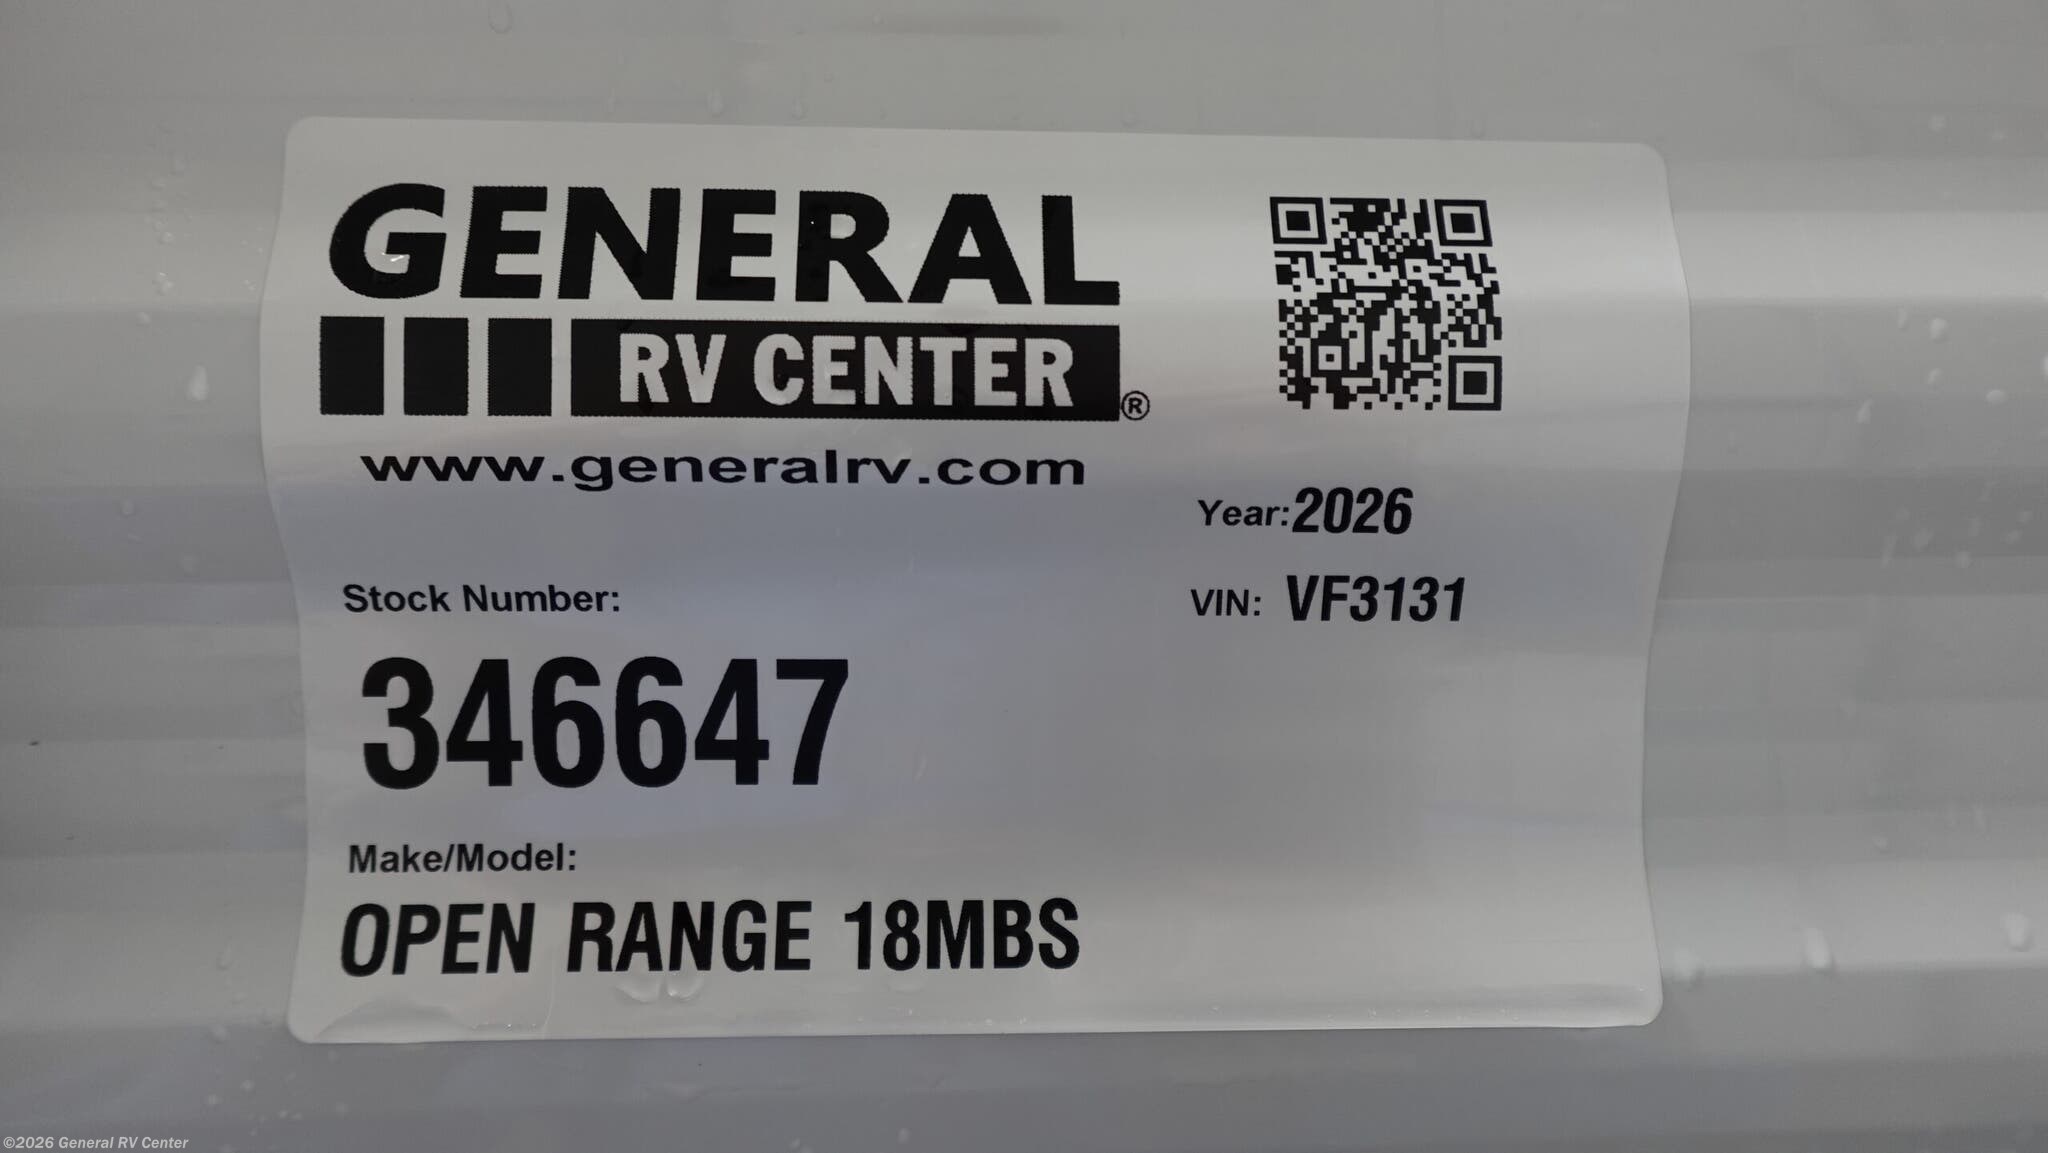 GENERAL
RV CENTER®
www.generalrv.com
Year:2026
VIN: VF3131
Stock Number:
346647
Make/Model:
OPEN RANGE 18MBS
©2026 General RV Center